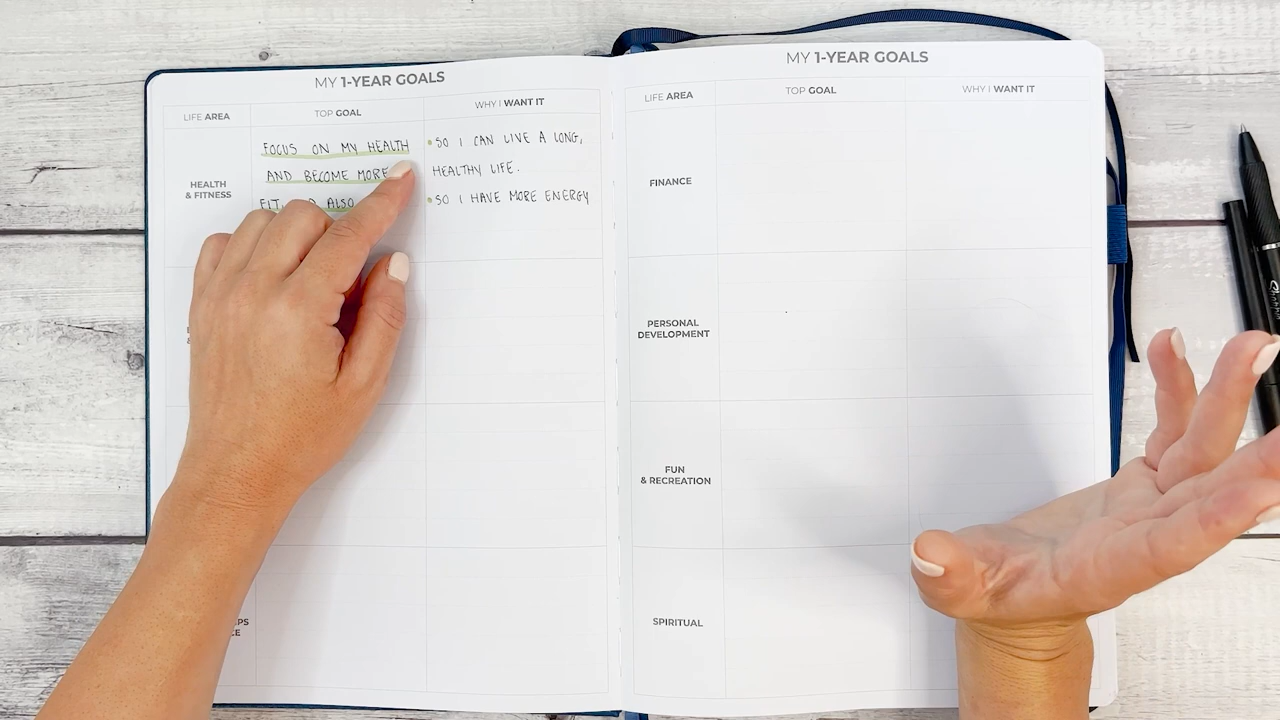 MY 1-YEAR GOALS
LIFE AREA
TOP GOAL
WHY I WANT IT
HEALTH
& FITNESS
FOCUS ON MY HEALTH
AND BECOME MORE
FIT ALSO
•SO I CAN LIVE A LONG,
HEALTHY LIFE.
•SO I HAVE MORE ENERGY
MY 1-YEAR GOALS
LIFE AREA
TOP GOAL
WHY I WANT IT
FINANCE
PERSONAL
DEVELOPMENT
FUN
& RECREATION
SPIRITUAL